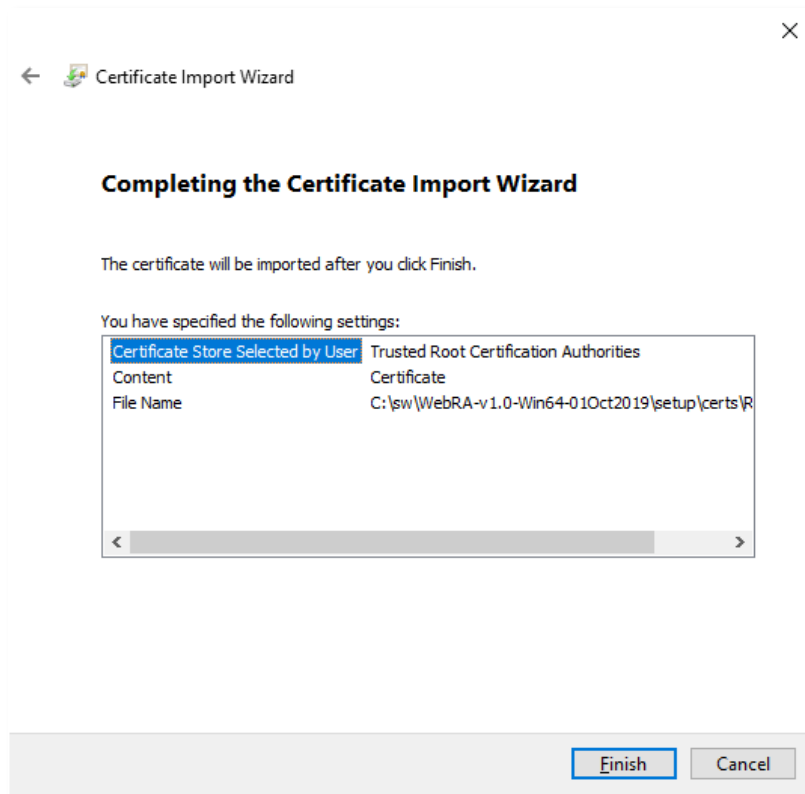 Certificate Import Wizard
Completing the Certificate Import Wizard
The certificate will be imported after you click Finish.
You have specified the following settings:
Certificate Store Selected by User Trusted Root Certification Authorities
Content Certificate
File Name C:\sw\WebRA-v1.0-Win64-01Oct2019\setup\certs\R
Finish Cancel